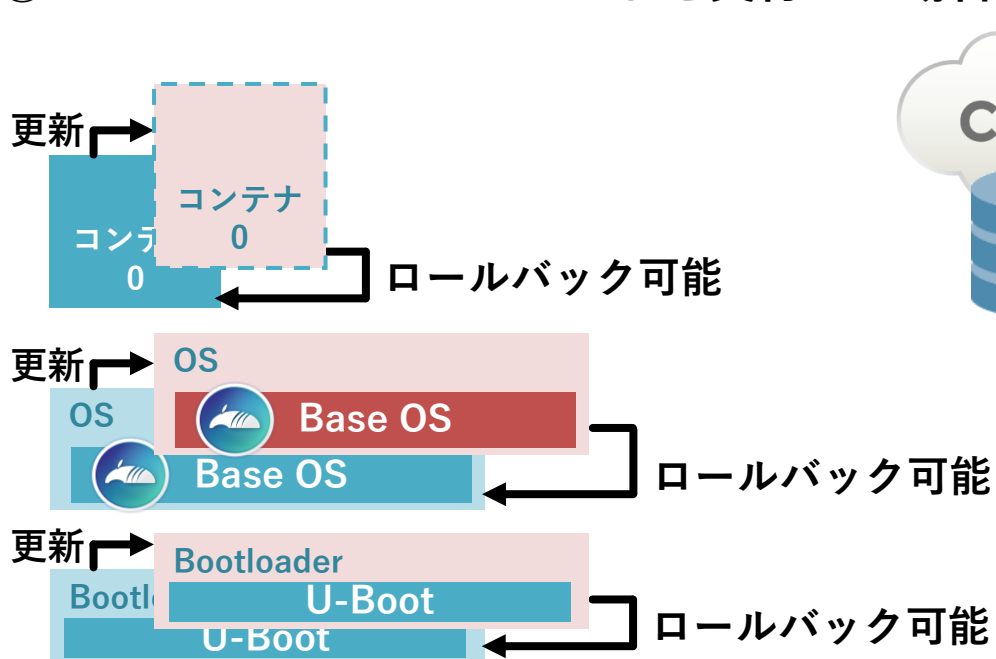 更新
コンテナ
0
コンテ
0
ロールバック可能
更新
OS
Base OS
OS
Base OS
ロールバック可能
更新
Bootloader
U-Boot
Bootl
U-Boot
ロールバック可能
C